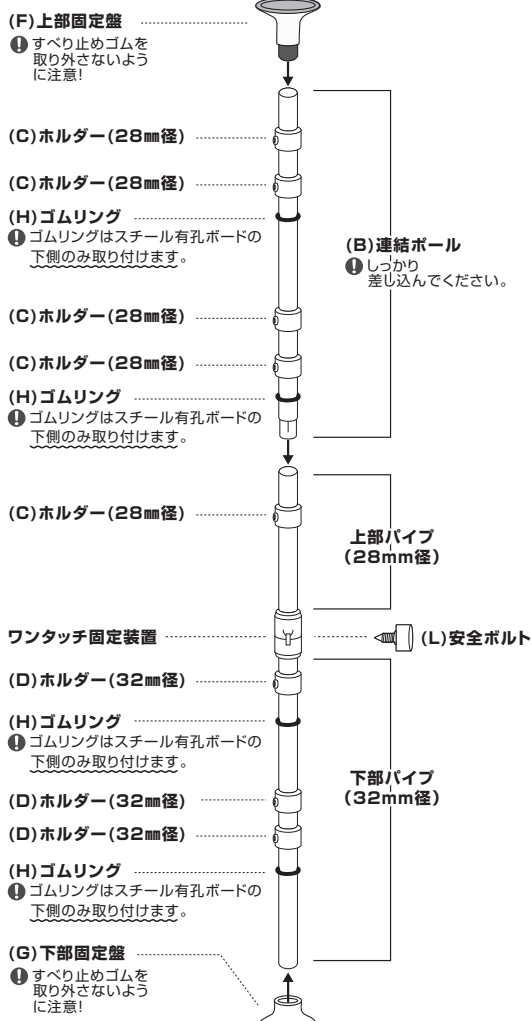 (F)上部固定盤
すべり止めゴムを
取り外さないよう
に注意!
(C)ホルダー(28㎜径)
(C)ホルダー(28㎜径)
(H)ゴムリング
ゴムリングはスチール有孔ボードの
下側のみ取り付けます。
(B)連結ポール
しっかり
差し込んでください。
(C)ホルダー(28㎜径)
(C)ホルダー(28㎜径)
(H)ゴムリング
ゴムリングはスチール有孔ボードの
下側のみ取り付けます。
(C)ホルダー(28㎜径)
上部パイプ
(28mm径)
ワンタッチ固定装置
(L)安全ボルト
(D)ホルダー(32㎜径)
(H)ゴムリング
ゴムリングはスチール有孔ボードの
下側のみ取り付けます。
下部パイプ
(32mm径)
(D)ホルダー(32㎜径)
(D)ホルダー(32㎜径)
(H)ゴムリング
ゴムリングはスチール有孔ボードの
下側のみ取り付けます。
(G)下部固定盤
すべり止めゴムを
取り外さないよう
に注意!